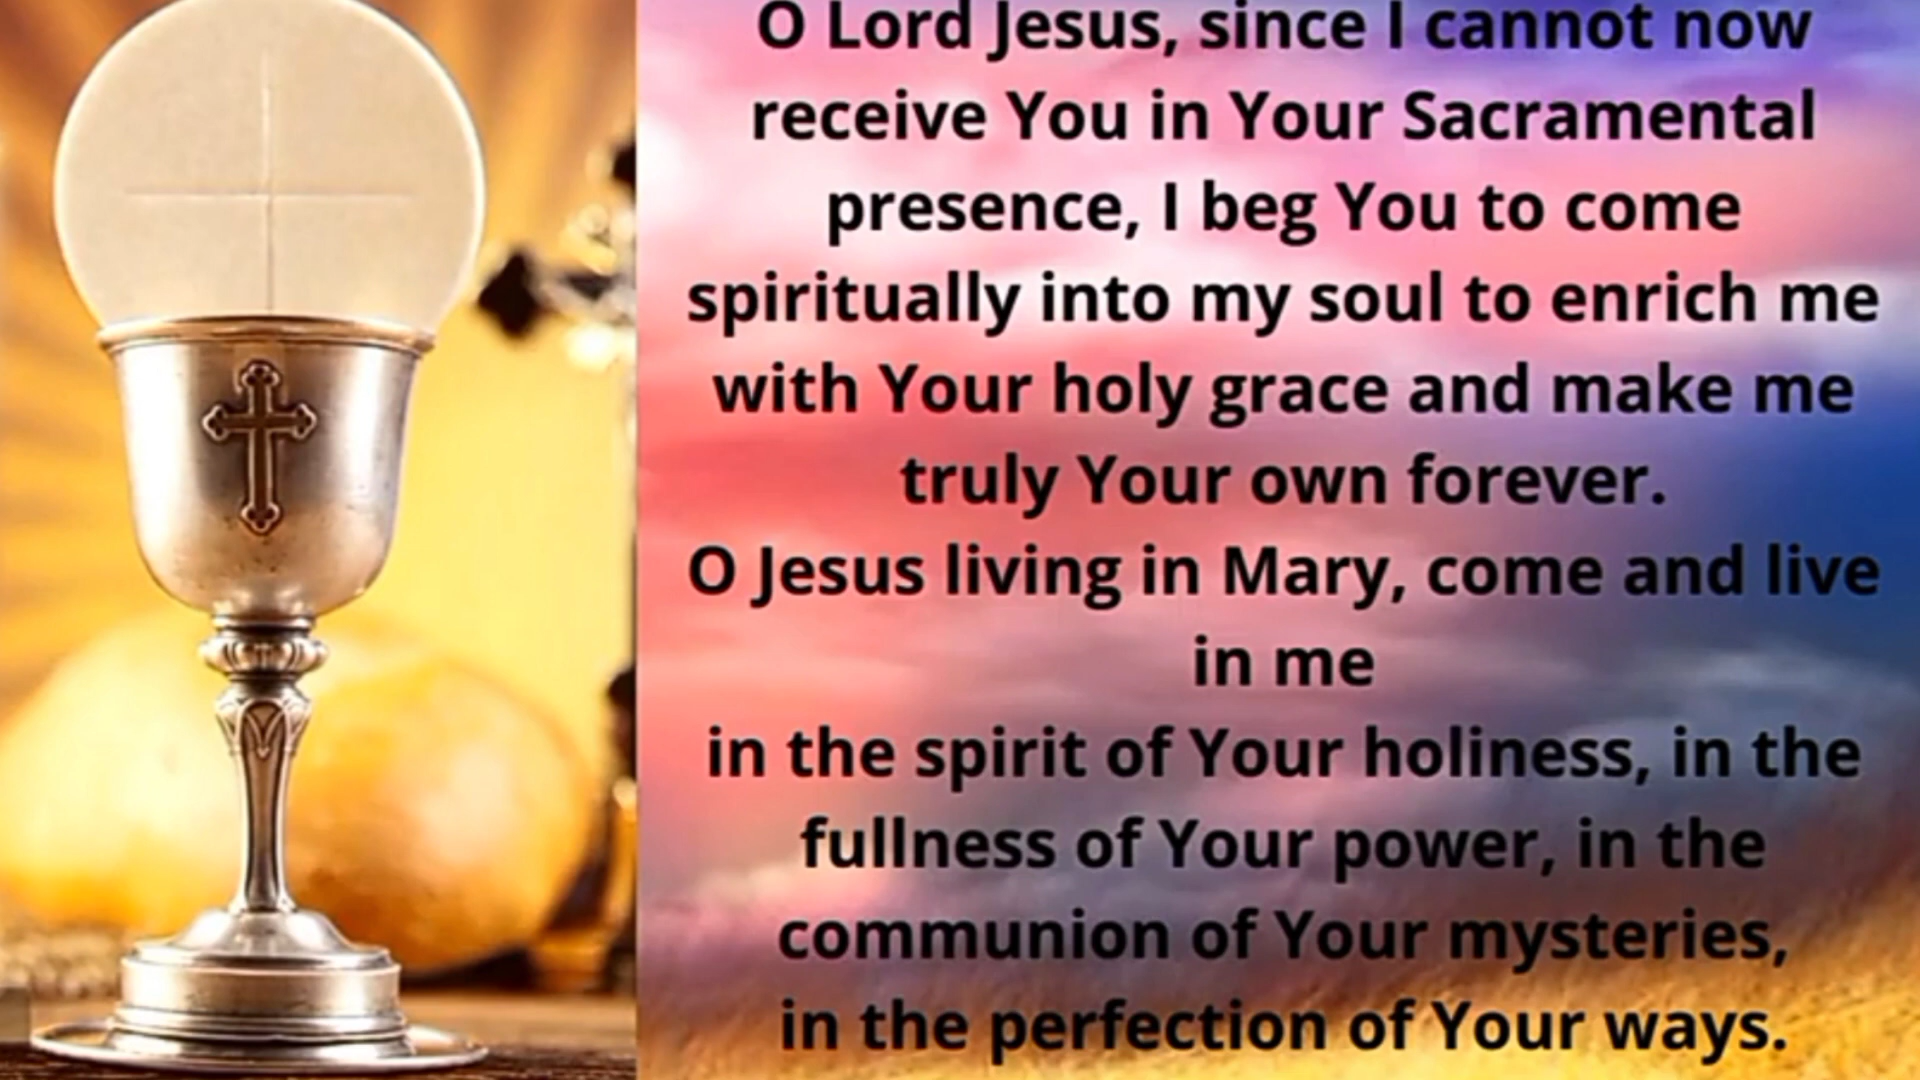 O Lord Jesus, since I cannot now
receive You in Your Sacramental
presence, I beg You to come
spiritually into my soul to enrich me
with Your holy grace and make me
truly Your own forever.
O Jesus living in Mary, come and live
in me
in the spirit of Your holiness, in the
fullness of Your power, in the
communion of Your mysteries,
in the perfection of Your ways.